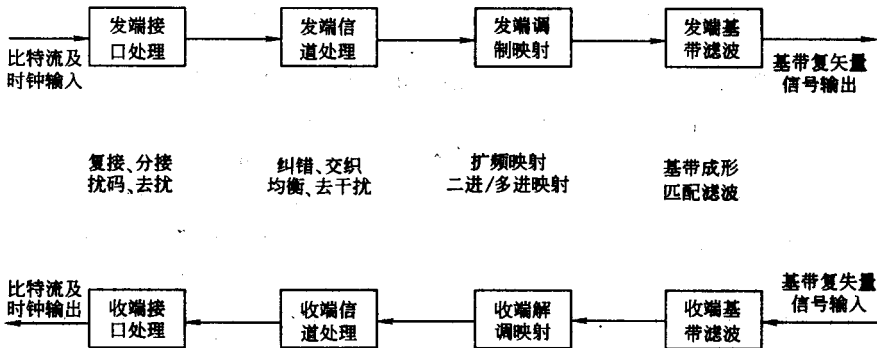 比特流及
时钟输入
发端接
口处理
发端信
道处理
发端调
制映射
发端基
带滤波
基带复矢量
信号输出
复接、分接
扰码、去扰
纠错、交织
均衡、去干扰
扩频映射
二进/多进映射
基带成形
匹配滤波
比特流及
时钟输出
收端接
口处理
收端信
道处理
收端解
调映射
收端基
带滤波
基带复失量
信号输入